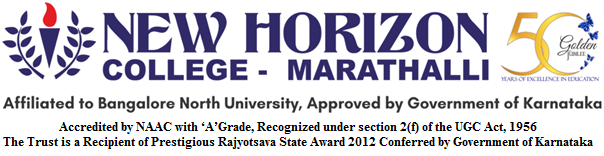 NEW HORIZON
COLLEGE - MARATHALLI
50
Golden
JUBILEE
YEARS OF EXCELLENCE IN EDUCATION
Affiliated to Bangalore North University, Approved by Government of Karnataka
Accredited by NAAC with ‘A’Grade, Recognized under section 2(f) of the UGC Act, 1956
The Trust is a Recipient of Prestigious Rajyotsava State Award 2012 Conferred by Government of Karnataka